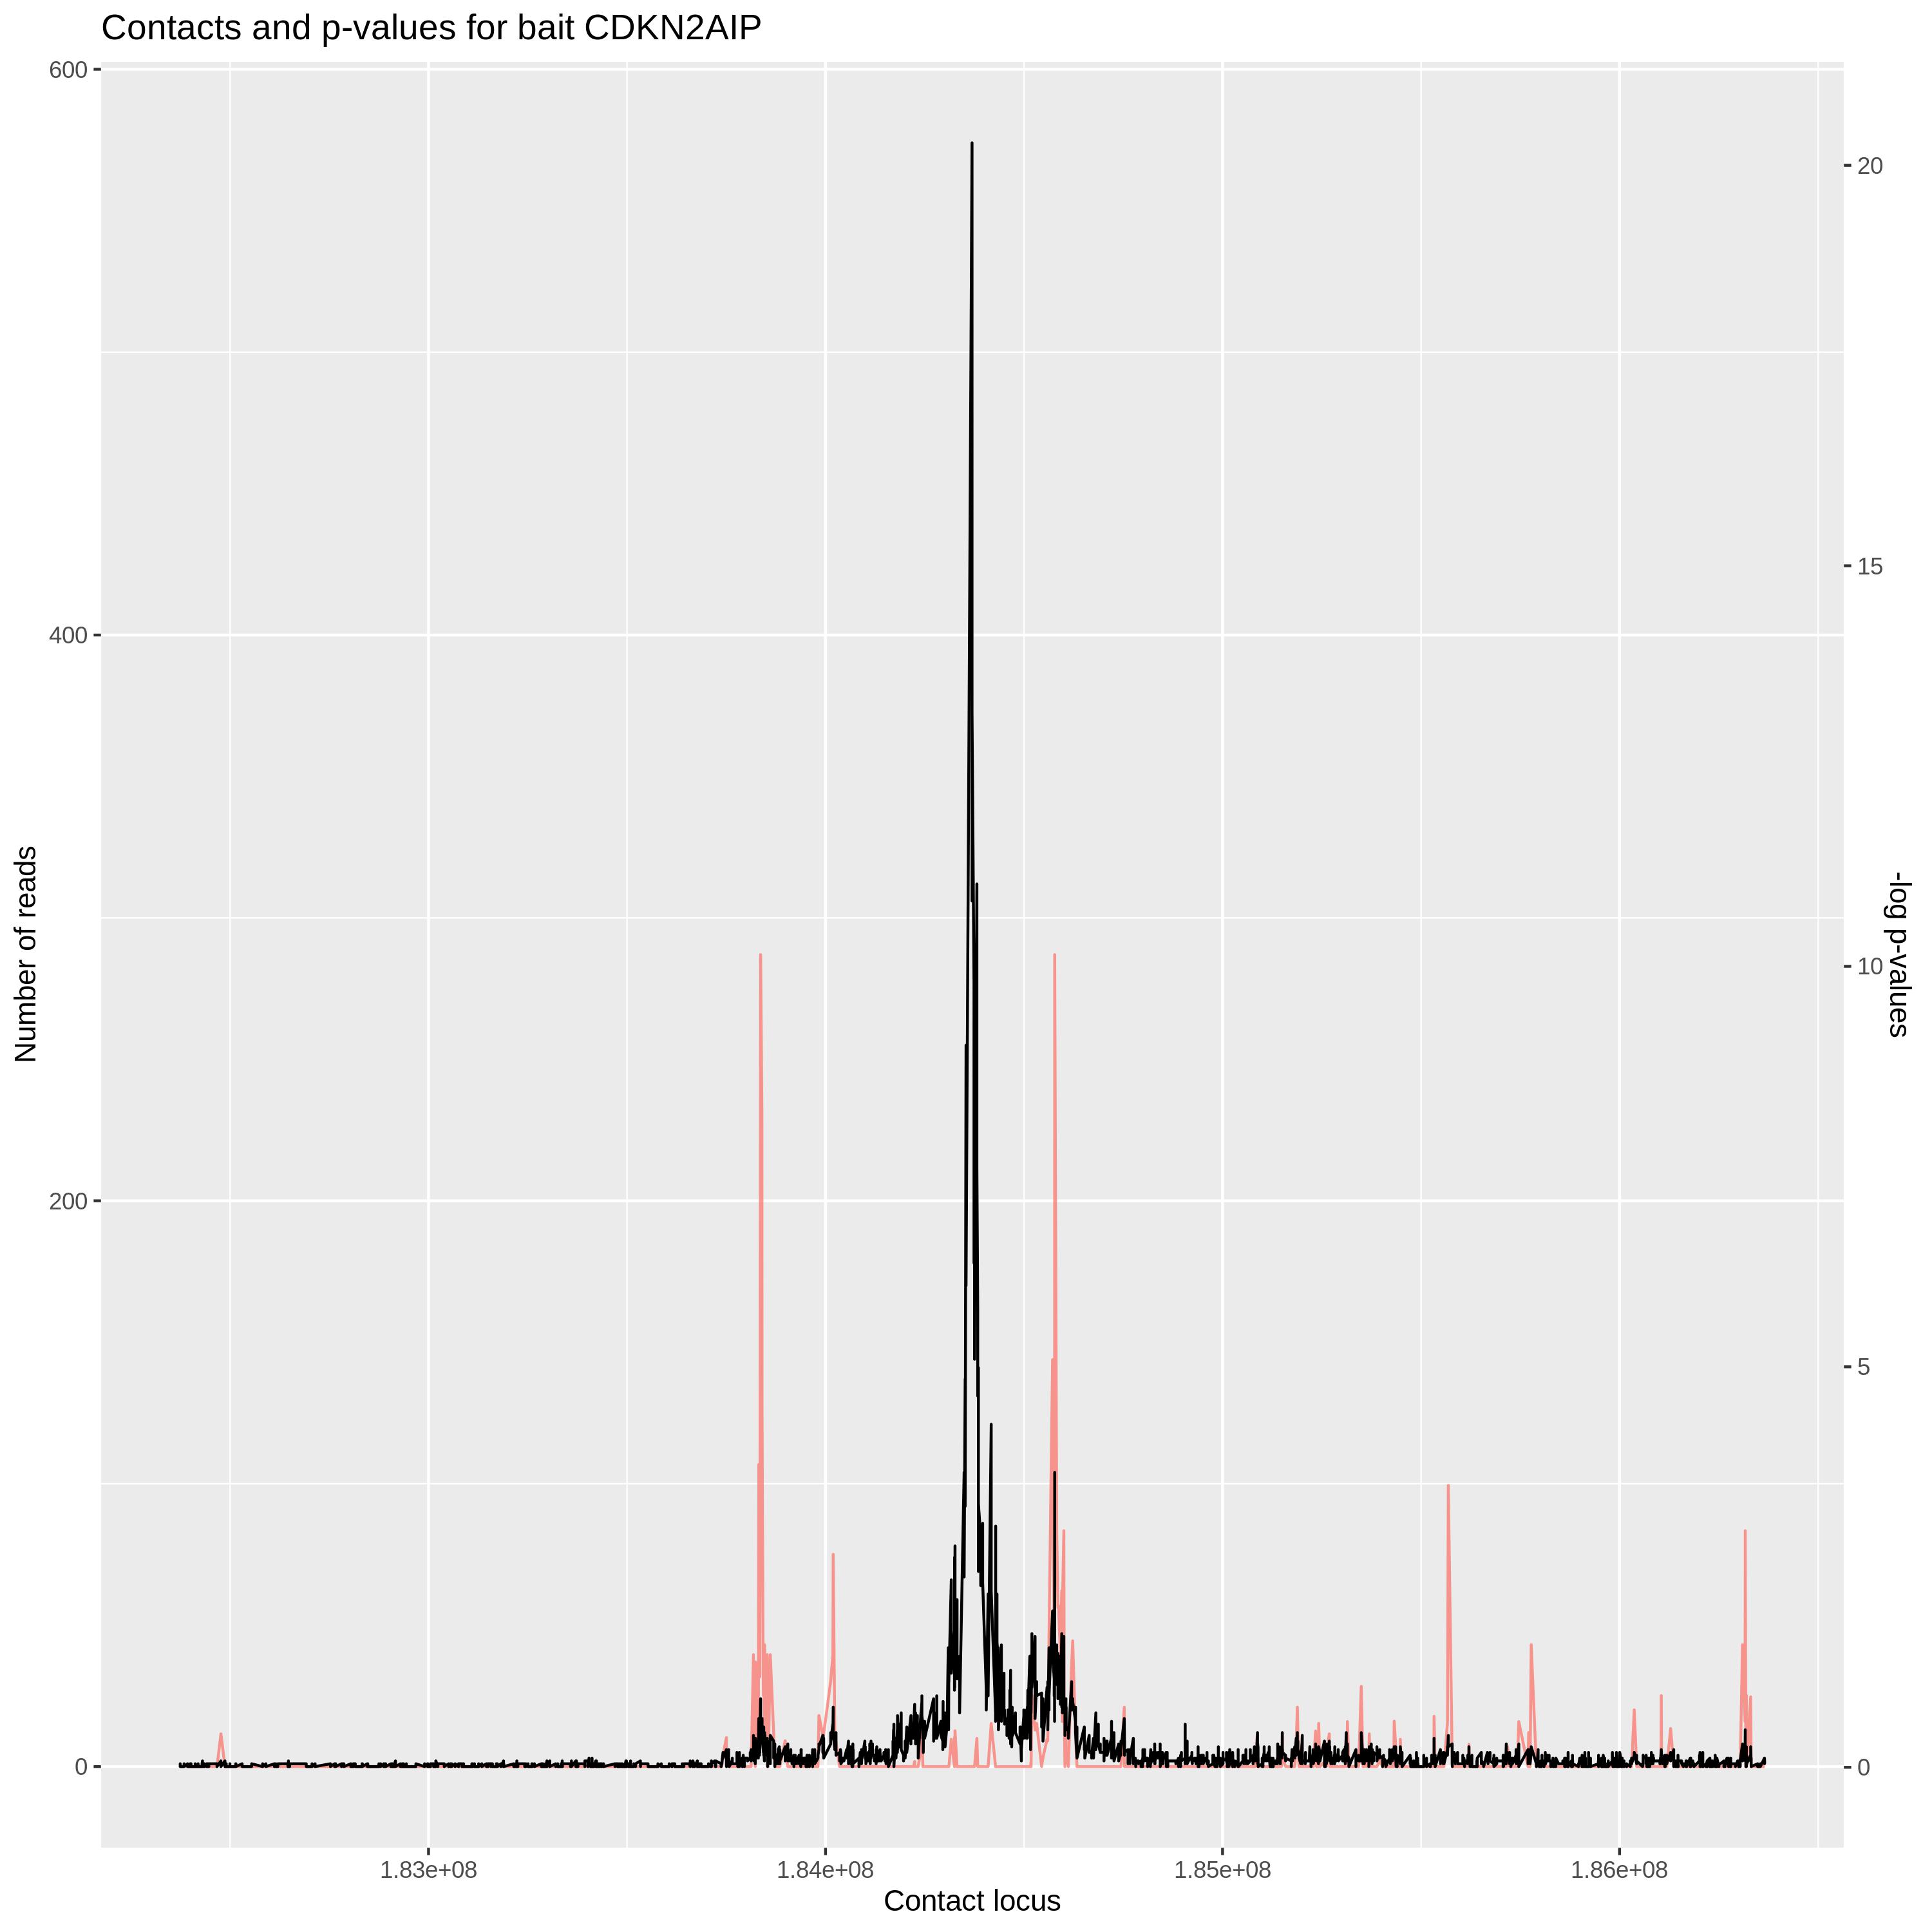 Contacts and p-values for bait CDKN2AIP
600
400
200
0
Number of reads
20
15
10
5
0
-log p-values
1.83e+08
1.84e+08
1.85e+08
1.86e+08
Contact locus